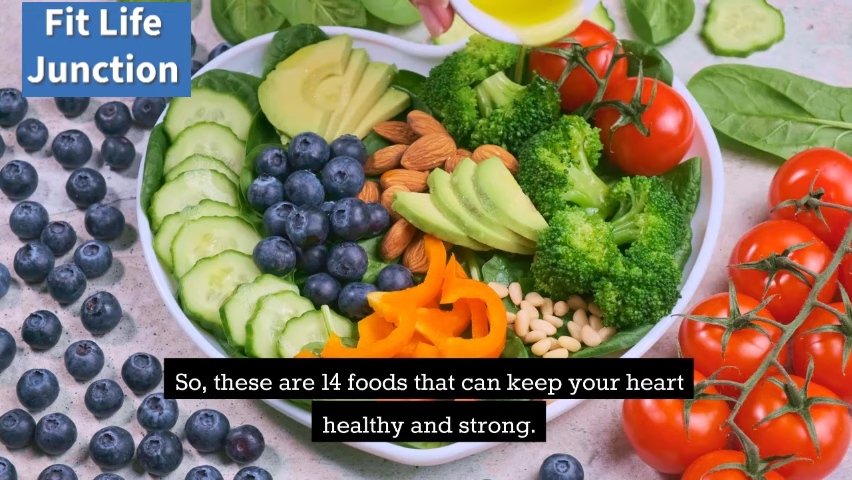 Fit Life
Junction
So, these are 14 foods that can keep your heart
healthy and strong.